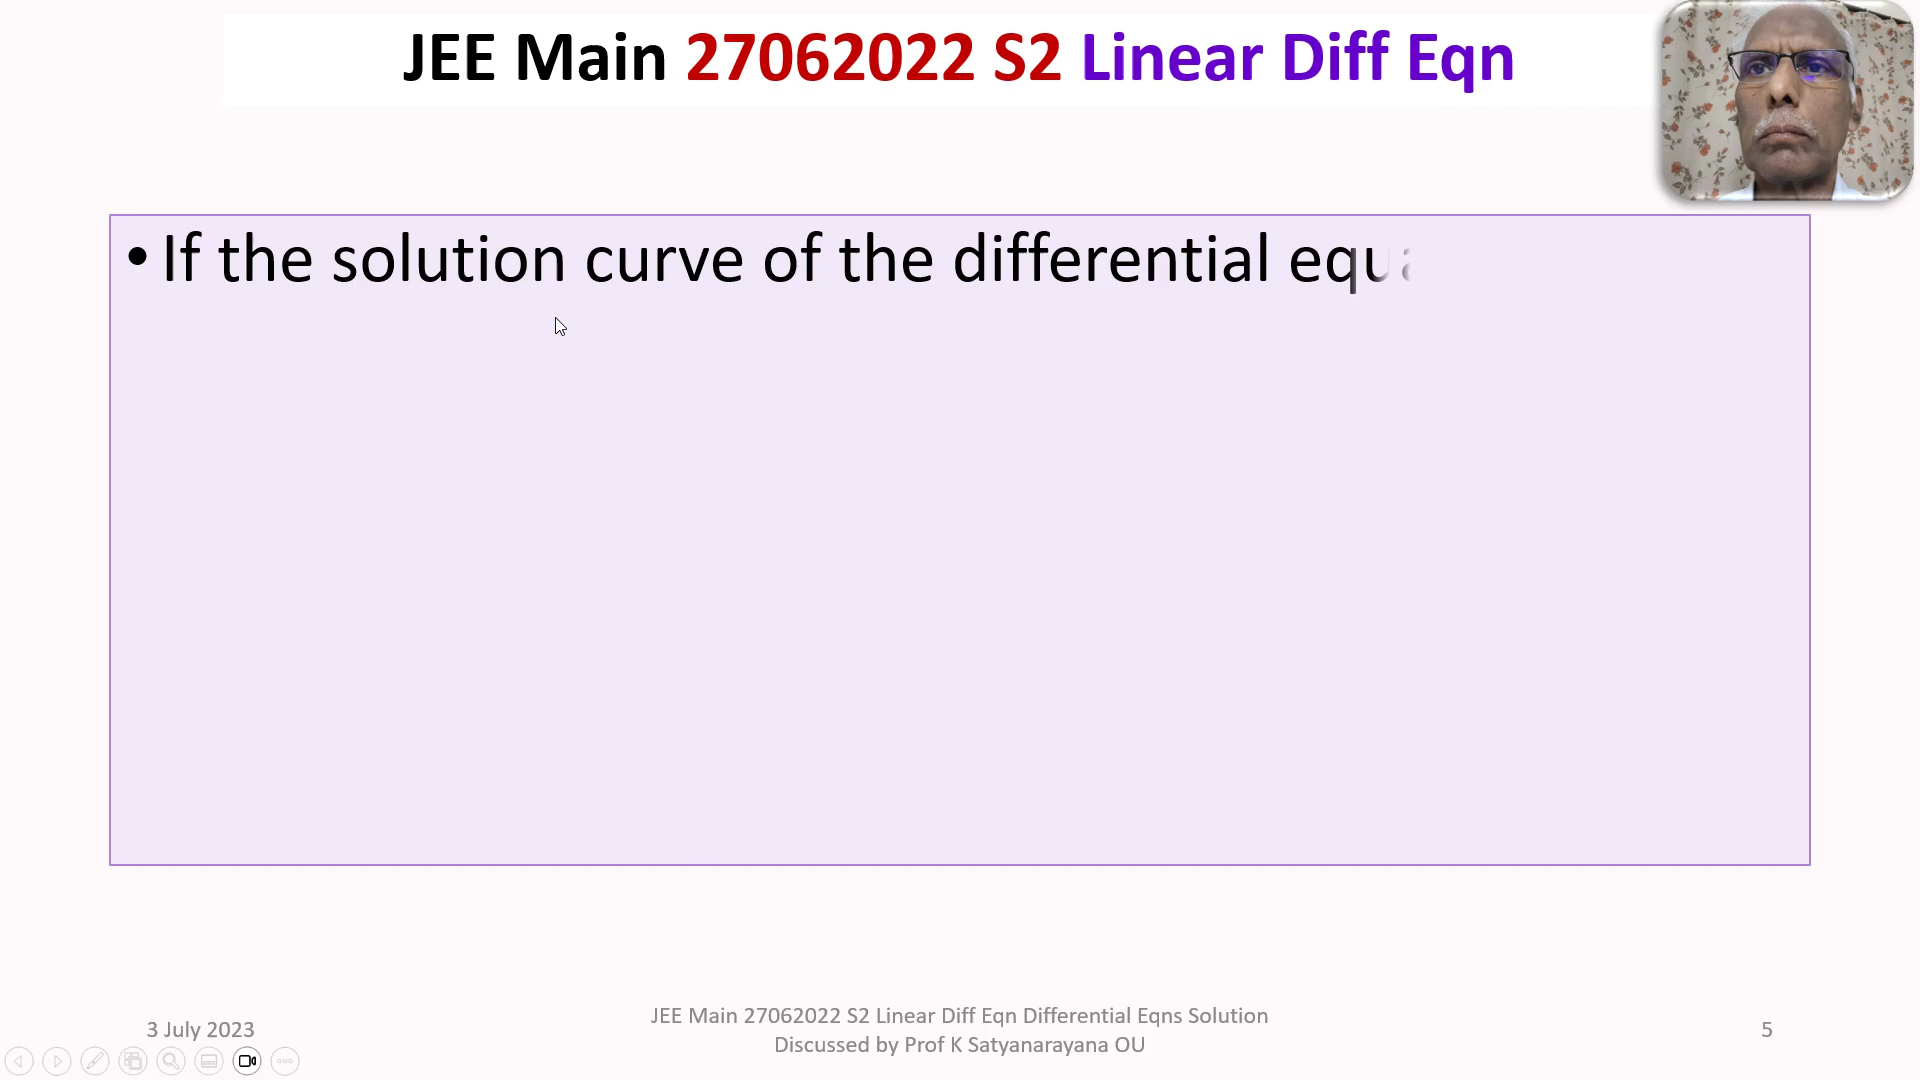 JEE Main 27062022 S2 Linear Diff Eqn
• If the solution curve of the differential equa
JEE Main 27062022 S2 Linear Diff Eqn Differential Eqns Solution
3 July 2023
Discussed by Prof K Satyanarayana OU
5